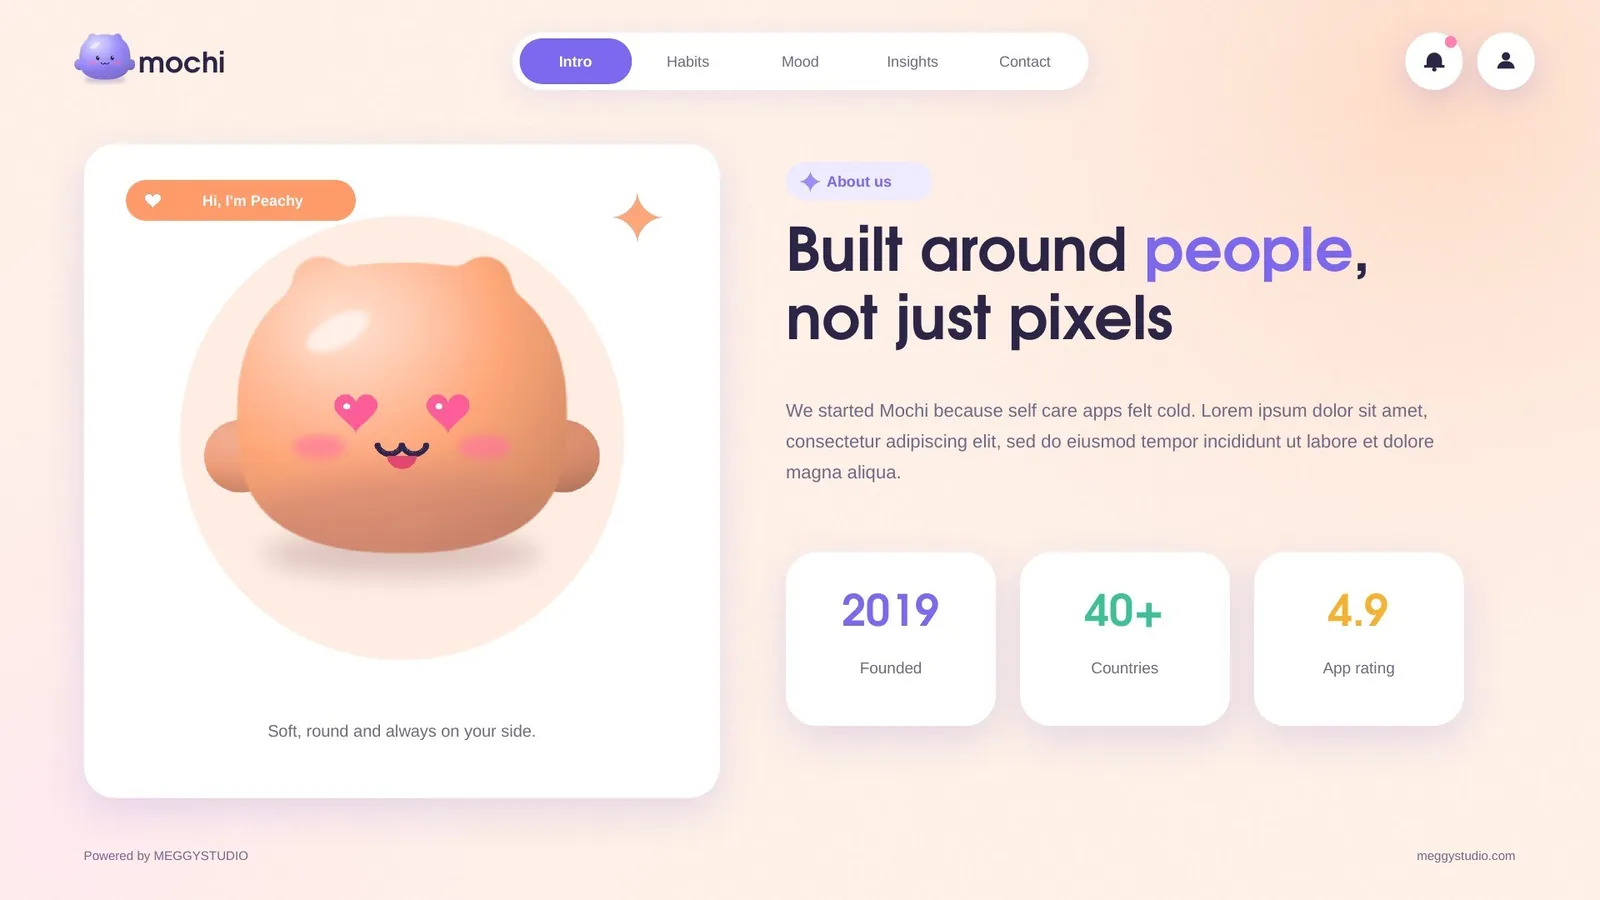 mochi
Intro
Habits
Mood
Insights
Contact
Hi, I'm Peachy
Soft, round and always on your side.
About us
Built around people,
not just pixels
We started Mochi because self care apps felt cold. Lorem ipsum dolor sit amet,
consectetur adipiscing elit, sed do eiusmod tempor incididunt ut labore et dolore
magna aliqua.
2019
Founded
40+
Countries
4.9
App rating
Powered by MEGGYSTUDIO
meggystudio.com